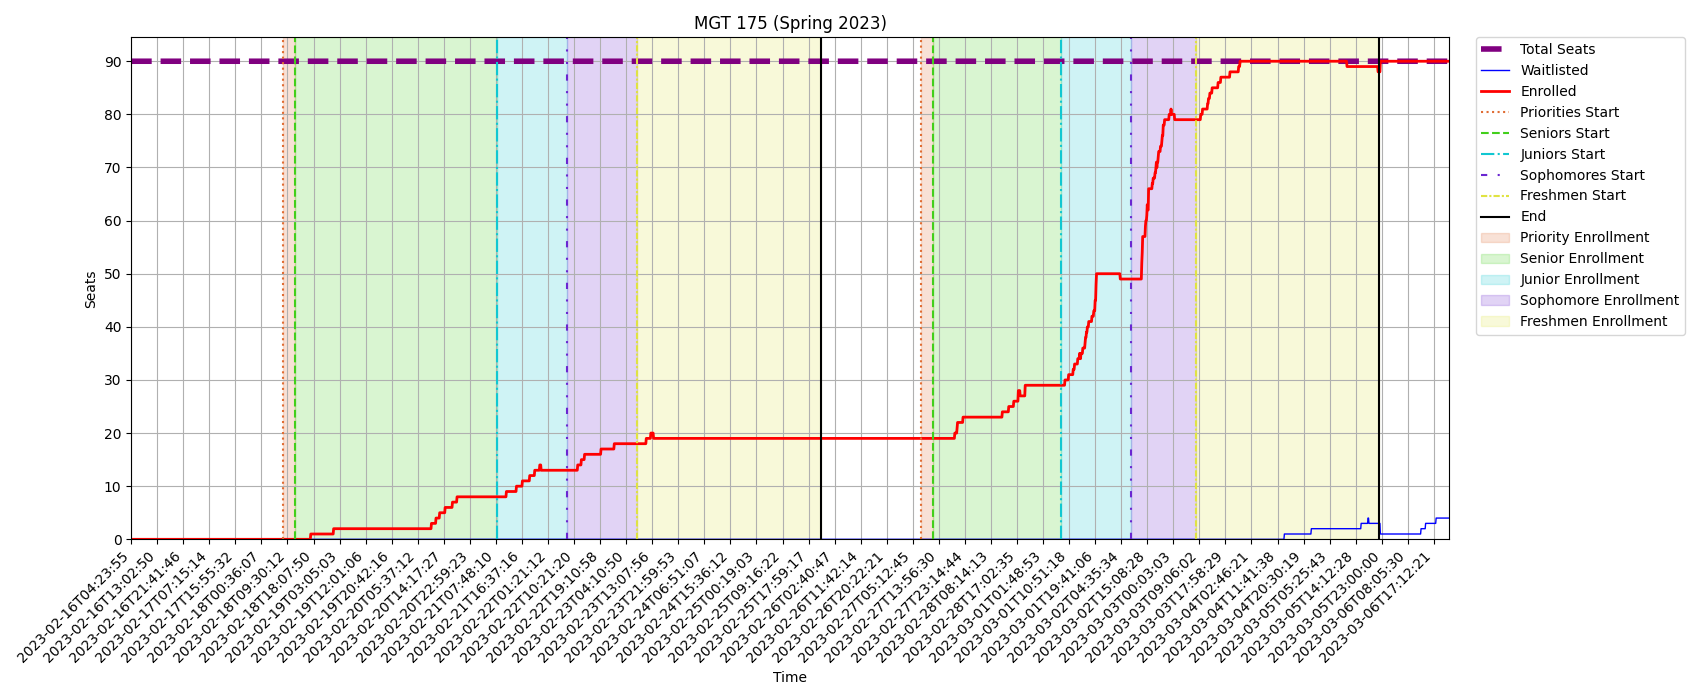 MGT 175 (Spring 2023)
Seats
90
80
70
60
50
40
30
20
10
0
2023-02-16T04:23:55
2023-02-16T13:02:50
2023-02-16T21:41:46
2023-02-17T07:15:14
2023-02-17T15:55:32
2023-02-18T00:36:07
2023-02-18T09:30:12
2023-02-18T18:07:50
2023-02-19T03:05:03
2023-02-19T12:01:06
2023-02-19T20:42:16
2023-02-20T05:37:12
2023-02-20T14:17:27
2023-02-20T22:59:23
2023-02-21T07:48:10
2023-02-21T16:37:16
2023-02-22T01:21:12
2023-02-22T10:21:20
2023-02-22T19:10:58
2023-02-23T04:10:50
2023-02-23T13:07:56
2023-02-23T21:59:53
2023-02-24T06:51:07
2023-02-24T15:36:12
2023-02-25T00:19:03
2023-02-25T09:16:22
2023-02-25T17:59:17
2023-02-26T02:40:47
2023-02-26T11:42:14
2023-02-26T20:22:21
2023-02-27T05:12:45
2023-02-27T13:56:30
2023-02-27T23:14:44
2023-02-28T08:14:13
2023-02-28T17:02:35
2023-03-01T01:48:53
2023-03-01T10:51:18
2023-03-01T19:41:06
2023-03-02T04:35:34
2023-03-02T15:08:28
2023-03-03T00:03:03
2023-03-03T09:06:02
2023-03-03T17:58:29
2023-03-04T02:46:21
2023-03-04T11:41:38
2023-03-04T20:30:19
2023-03-05T05:25:43
2023-03-05T14:12:28
2023-03-05T23:00:00
2023-03-06T08:05:30
2023-03-06T17:12:21
Time
Total Seats
Waitlisted
Enrolled
Priorities Start
Seniors Start
Juniors Start
Sophomores Start
Freshmen Start
End
Priority Enrollment
Senior Enrollment
Junior Enrollment
Sophomore Enrollment
Freshmen Enrollment